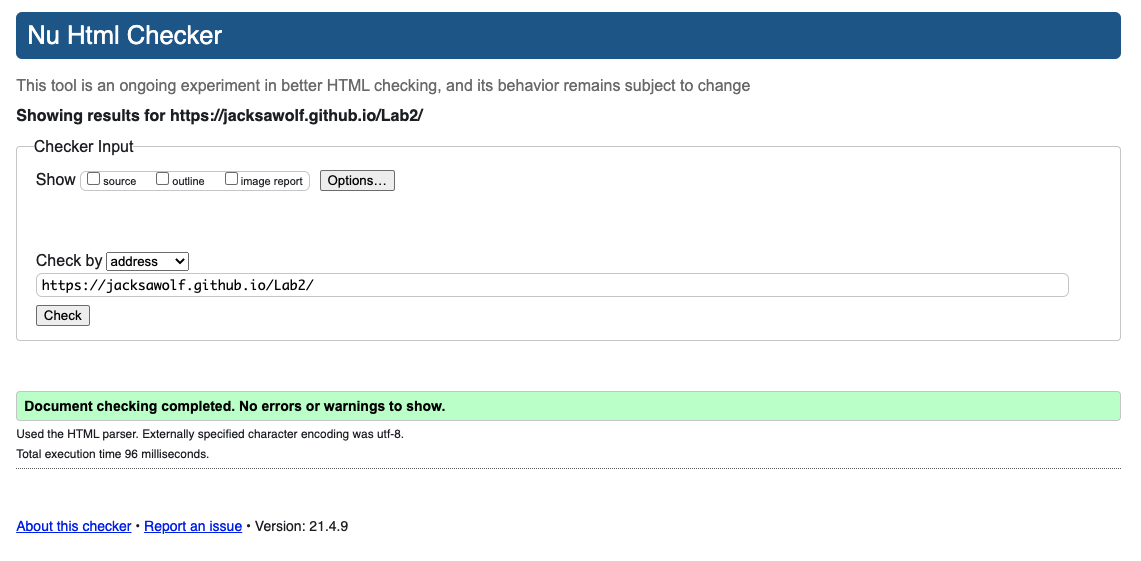 Nu Html Checker
This tool is an ongoing experiment in better HTML checking, and its behavior remains subject to change
Showing results for https://jacksawolf.github.io/Lab2/
Checker Input
Show source outline image report Options...
Check by address
https://jacksawolf.github.io/Lab2/
Check
Document checking completed. No errors or warnings to show.
Used the HTML parser. Externally specified character encoding was utf-8.
Total execution time 96 milliseconds.
About this checker • Report an issue • Version: 21.4.9